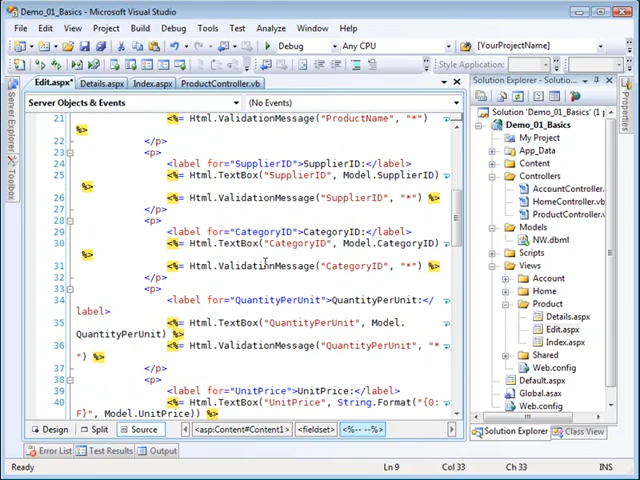 Demo_01_Basics - Microsoft Visual Studio
File Edit View Project Build Debug Tools Test Analyze Window Help
Debug Any CPU [YourProjectName]
Style Application:
Edit.aspx* Details.aspx Index.aspx ProductController.vb
Server Objects & Events (No Events)
Server Explorer
Toolbox
21 <%= Html.ValidationMessage("ProductName", "*")
%>
22 </p>
23 <p>
24 <label for="SupplierID">SupplierID:</label>
25 <%= Html.TextBox("SupplierID", Model.SupplierID)
%>
26 <%= Html.ValidationMessage("SupplierID", "*") %>
27 </p>
28 <p>
29 <label for="CategoryID">CategoryID:</label>
30 <%= Html.TextBox("CategoryID", Model.CategoryID)
%>
31 <%= Html.ValidationMessage("CategoryID", "*") %>
32 </p>
33 <p>
34 <label for="QuantityPerUnit">QuantityPerUnit:</
label>
35 <%= Html.TextBox("QuantityPerUnit", Model.
QuantityPerUnit) %>
36 <%= Html.ValidationMessage("QuantityPerUnit", "*
") %>
37 </p>
38 <p>
39 <label for="UnitPrice">UnitPrice:</label>
40 <%= Html.TextBox("UnitPrice", String.Format("{0:
F}", Model.UnitPrice)) %>
Design Split Source <asp:Content#Content1> <fieldset> <%-- --%>
Solution Explorer - Solution...
Solution 'Demo_01_Basics' (1
Demo_01_Basics
My Project
App_Data
Content
Controllers
AccountController.
HomeController.vb
ProductController.
Models
NW.dbml
Views
Account
Home
Product
Details.aspx
Edit.aspx
Index.aspx
Shared
Web.config
Default.aspx
Global.asax
Web.config
Solution Explorer Class View
Error List Test Results Output
Ready Ln 9 Col 33 Ch 33 INS